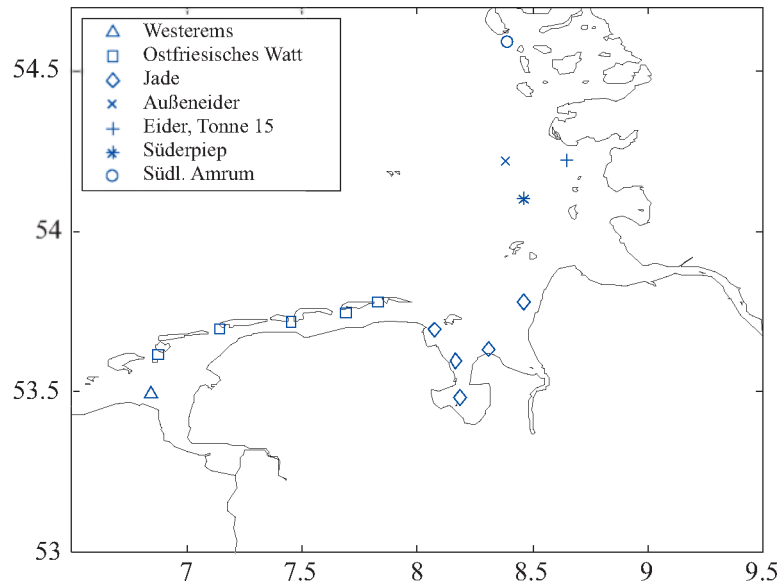 Westerems
Ostfriesisches Watt
Jade
Außeneider
Eider, Tonne 15
Süderpiep
Südl. Amrum
54.5
54
53.5
53
7
7.5
8
8.5
9
9.5